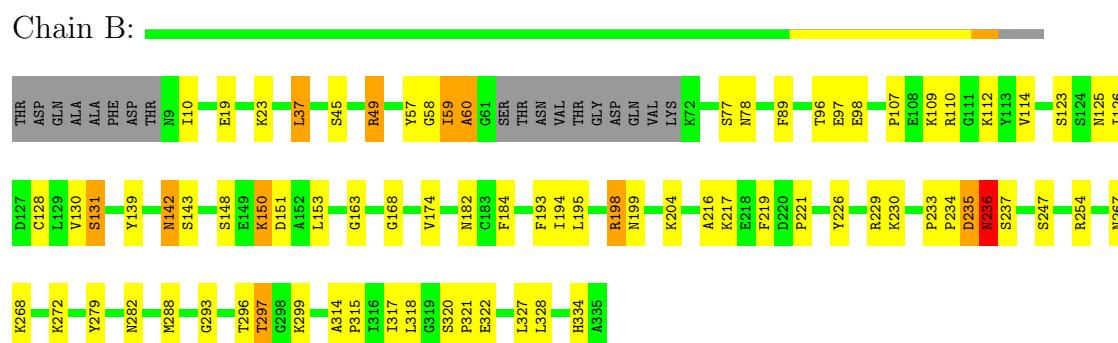 Chain B:
THR ASP GLN ALA ALA PHE ASP THR N9 I10 E19 K23 L37 S45 R49 Y57 G58 I59 A60 G61 SER THR ASN VAL THR GLY ASP GLN VAL LYS K72 S77 N78 F89 T96 E97 E98 P107 E108 K109 R110 G111 K112 Y113 V114 S123 S124 N125 I126
D127 C128 L129 V130 S131 Y139 N142 S143 S148 E149 K150 D151 A152 L153 G163 G168 V174 N182 C183 F184 F193 I194 L195 R198 N199 K204 A216 K217 E218 F219 D220 P221 Y226 R229 K230 P233 P234 D235 N236 S237 S247 R254 N267
K268 K272 Y279 N282 M288 G293 T296 T297 G298 K299 A314 P315 I316 I317 L318 G319 S320 P321 E322 L327 L328 H334 A335